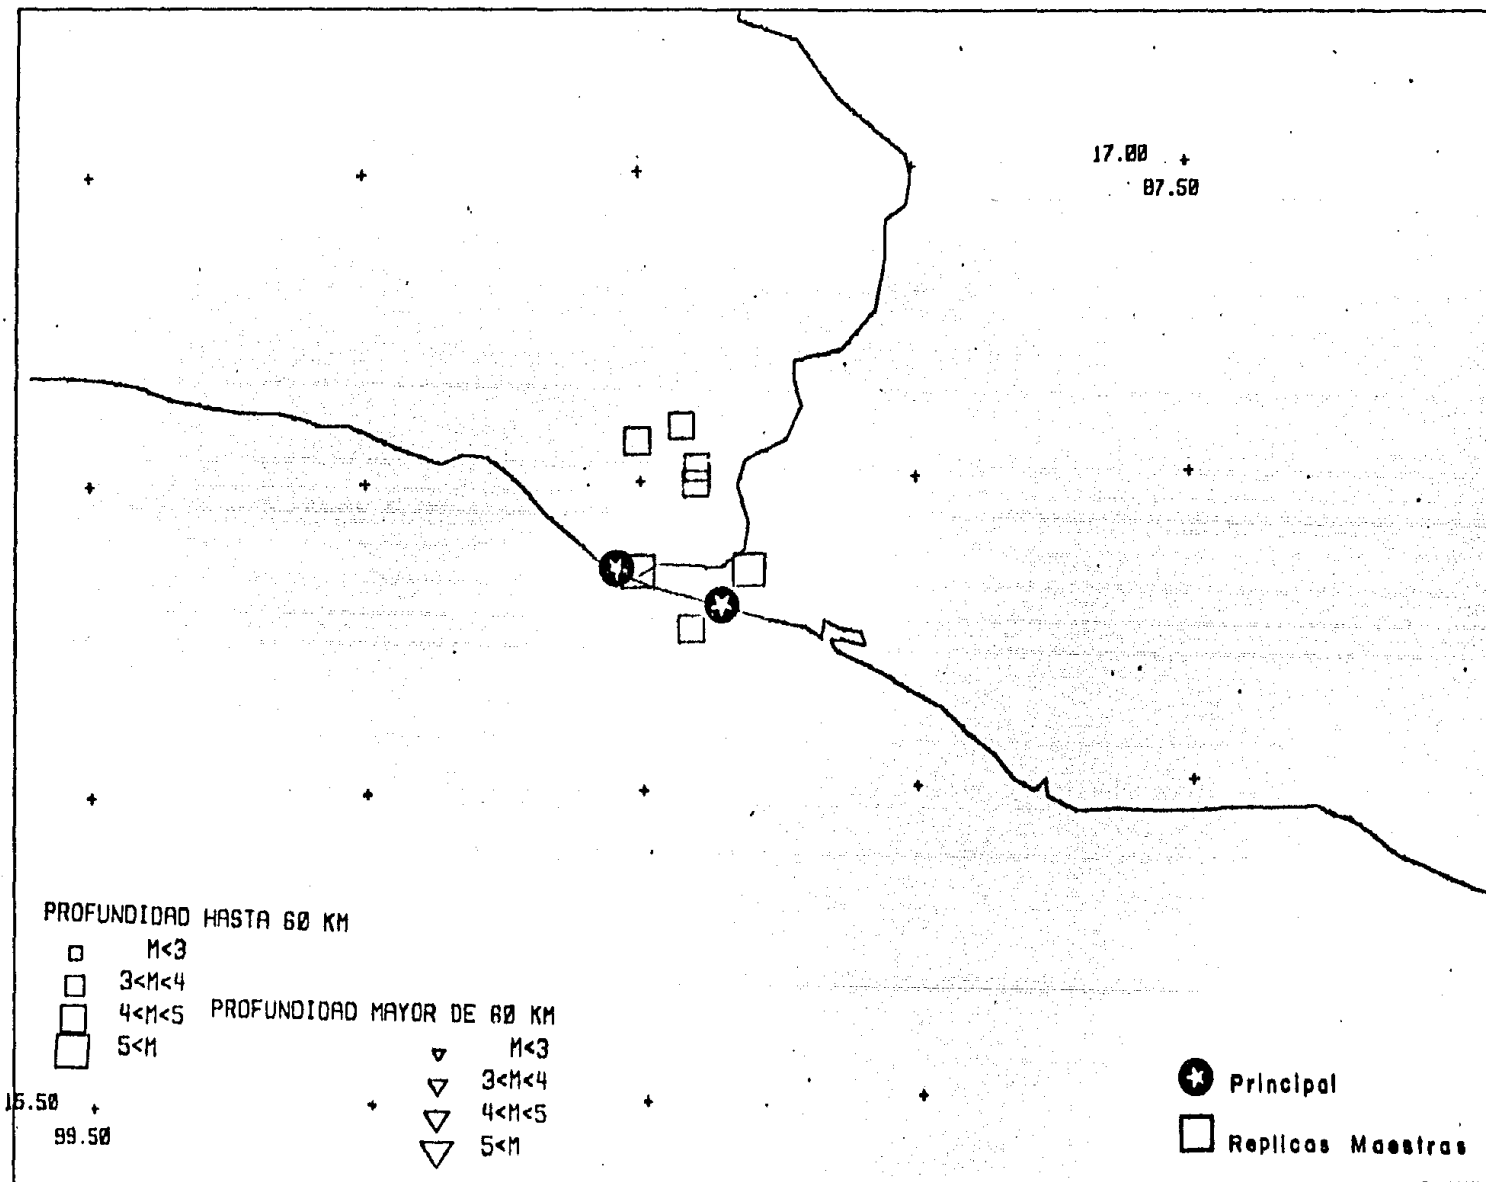 17.00
97.50
PROFUNDIDAD HASTA 60 KM
M<3
3<M<4
4<M<5
5<M
PROFUNDIDAD MAYOR DE 60 KM
M<3
3<M<4
4<M<5
5<M
15.50
99.50
Principal
Replicas Maestras